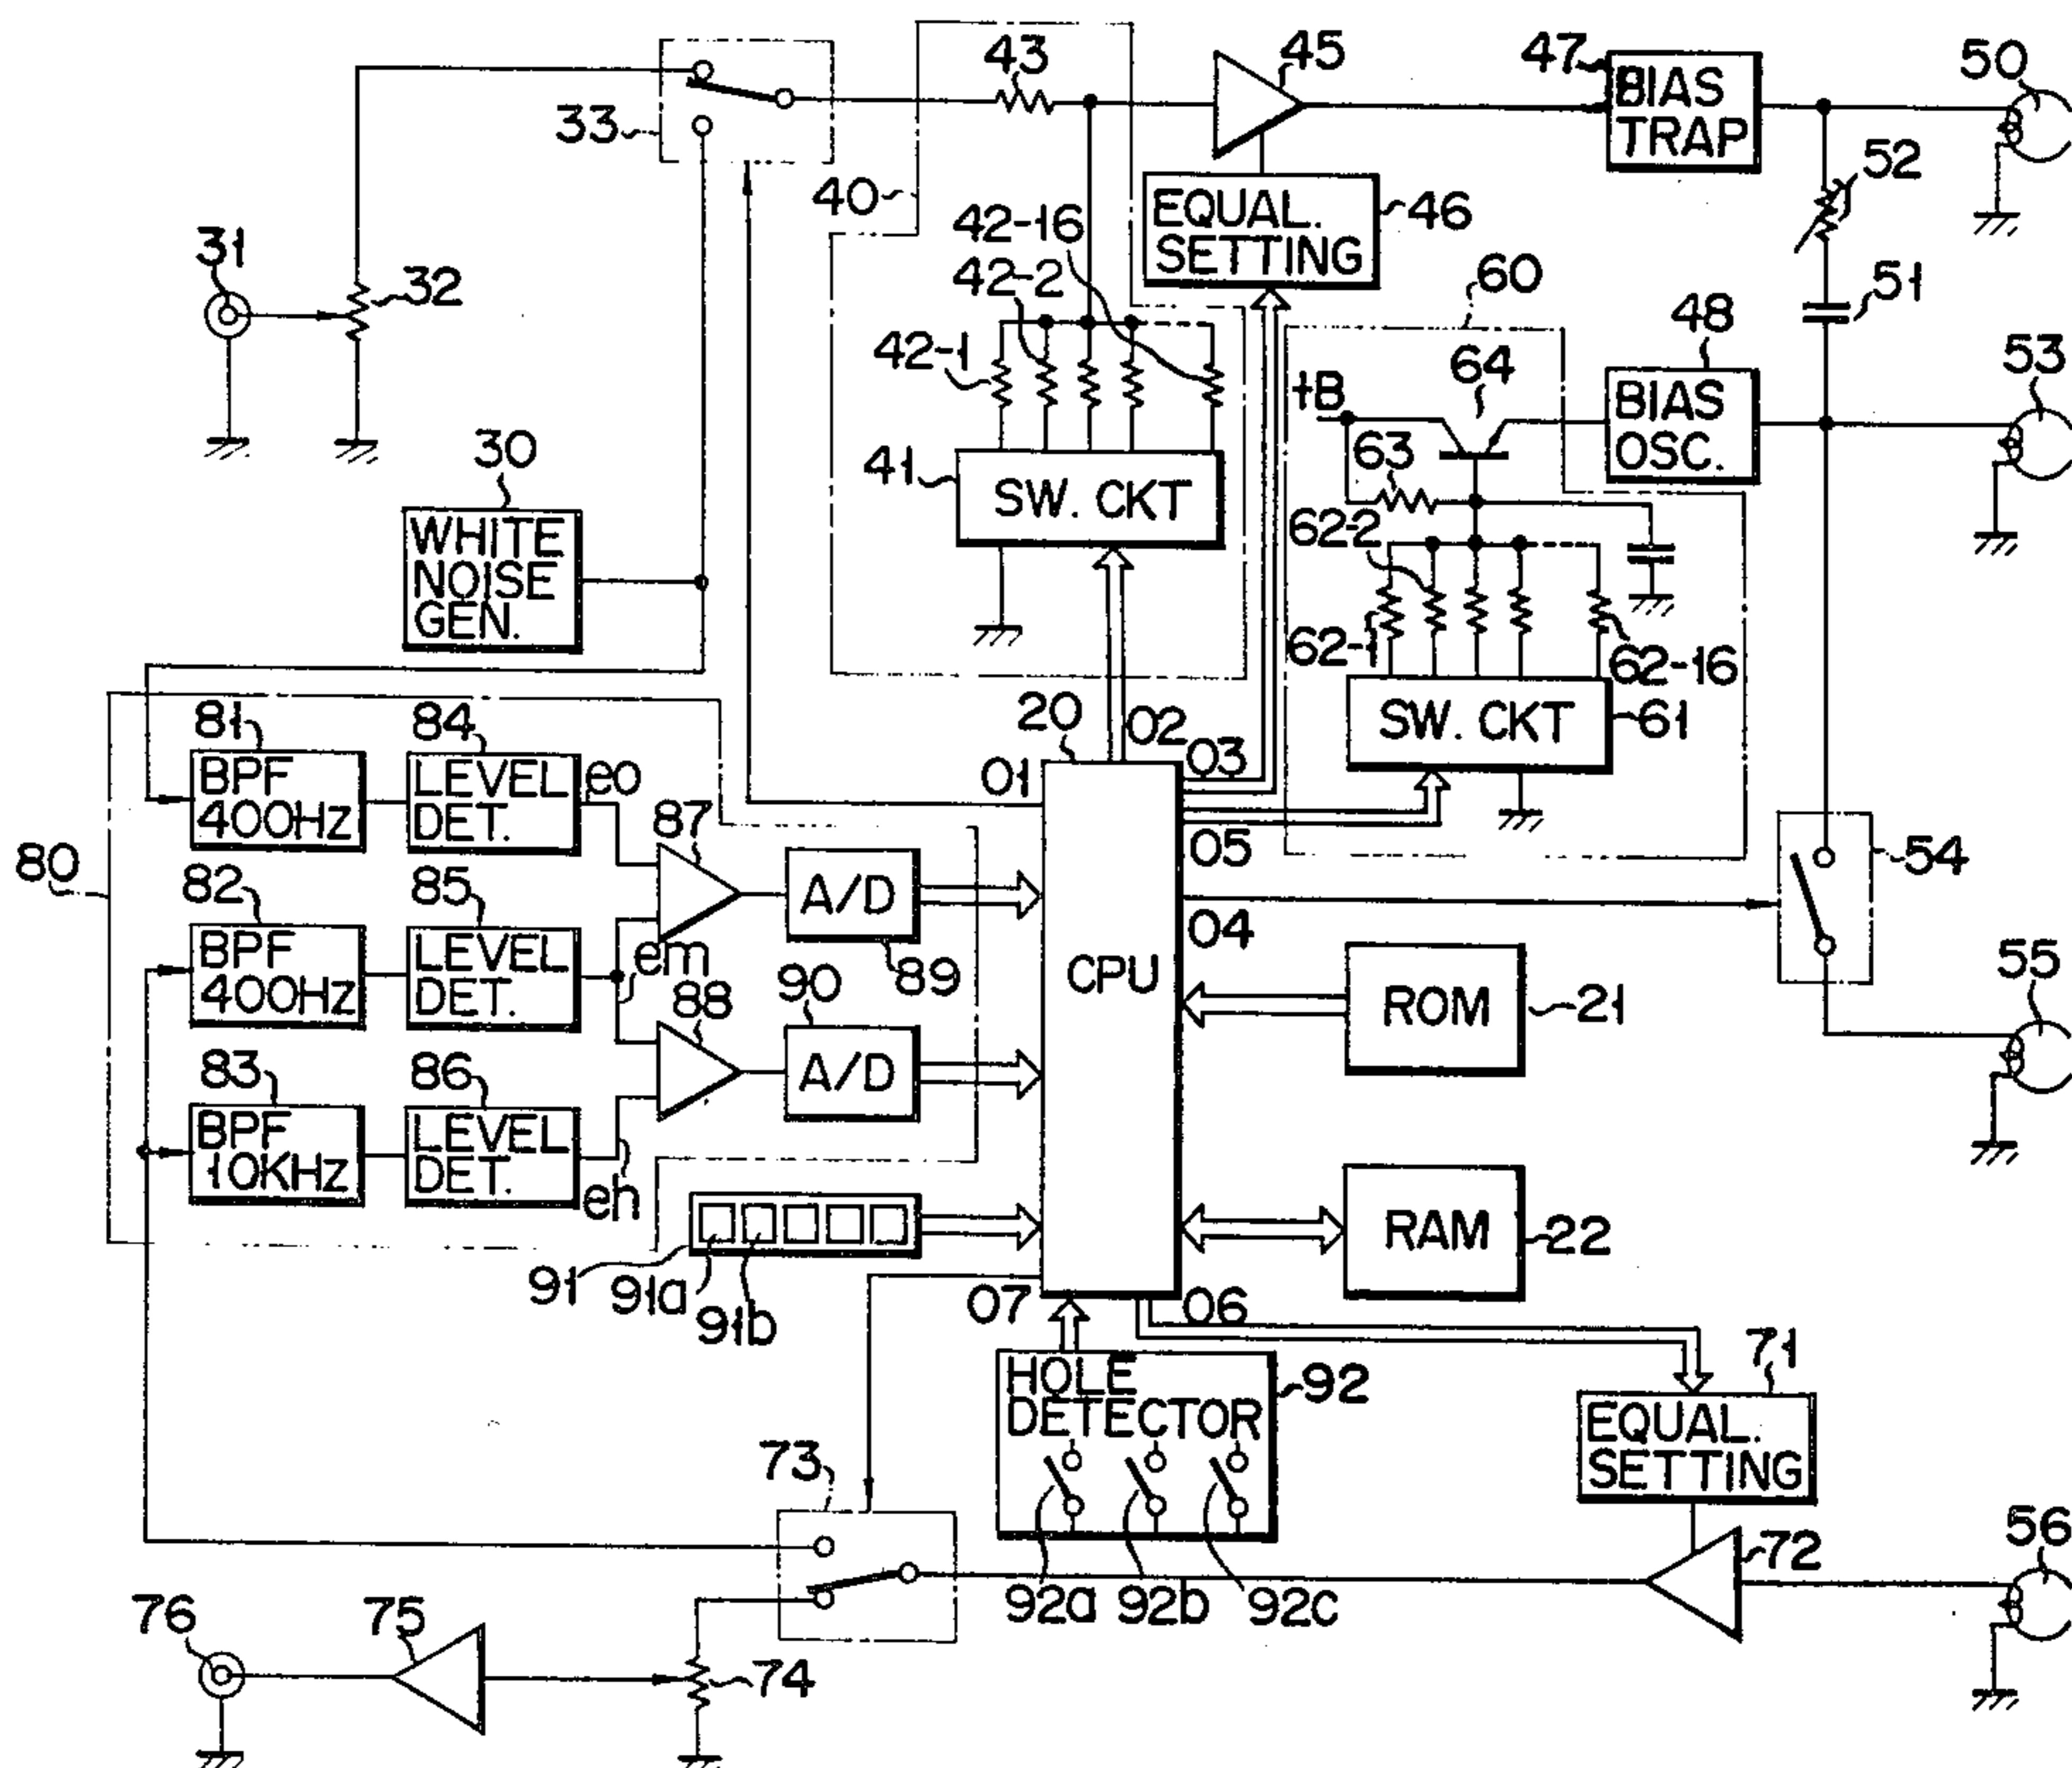 43
45
47
BIAS
TRAP
50
33
40
42-16
42-2
EQUAL.
SETTING
46
52
51
31
32
42-1
60
64
48
+B
BIAS
OSC.
53
30
WHITE
NOISE
GEN.
41
SW. CKT
63
62-2
62-1
62-16
SW. CKT
61
20
02
01
03
05
04
81
BPF
400Hz
84
LEVEL
DET.
eo
87
A/D
89
80
82
BPF
400Hz
85
LEVEL
DET.
em
88
90
A/D
CPU
54
ROM
21
55
83
BPF
10KHz
86
LEVEL
DET.
eh
91
91a
91b
RAM
22
07
06
HOLE
DETECTOR
92
92a
92b
92c
71
EQUAL.
SETTING
73
72
56
76
75
74